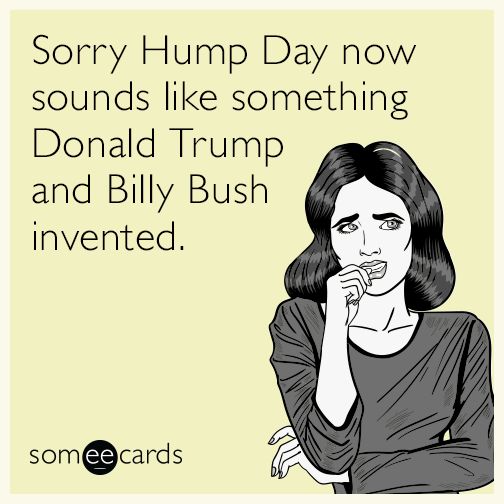 Sorry Hump Day now
sounds like something
Donald Trump
and Billy Bush
invented.
someecards